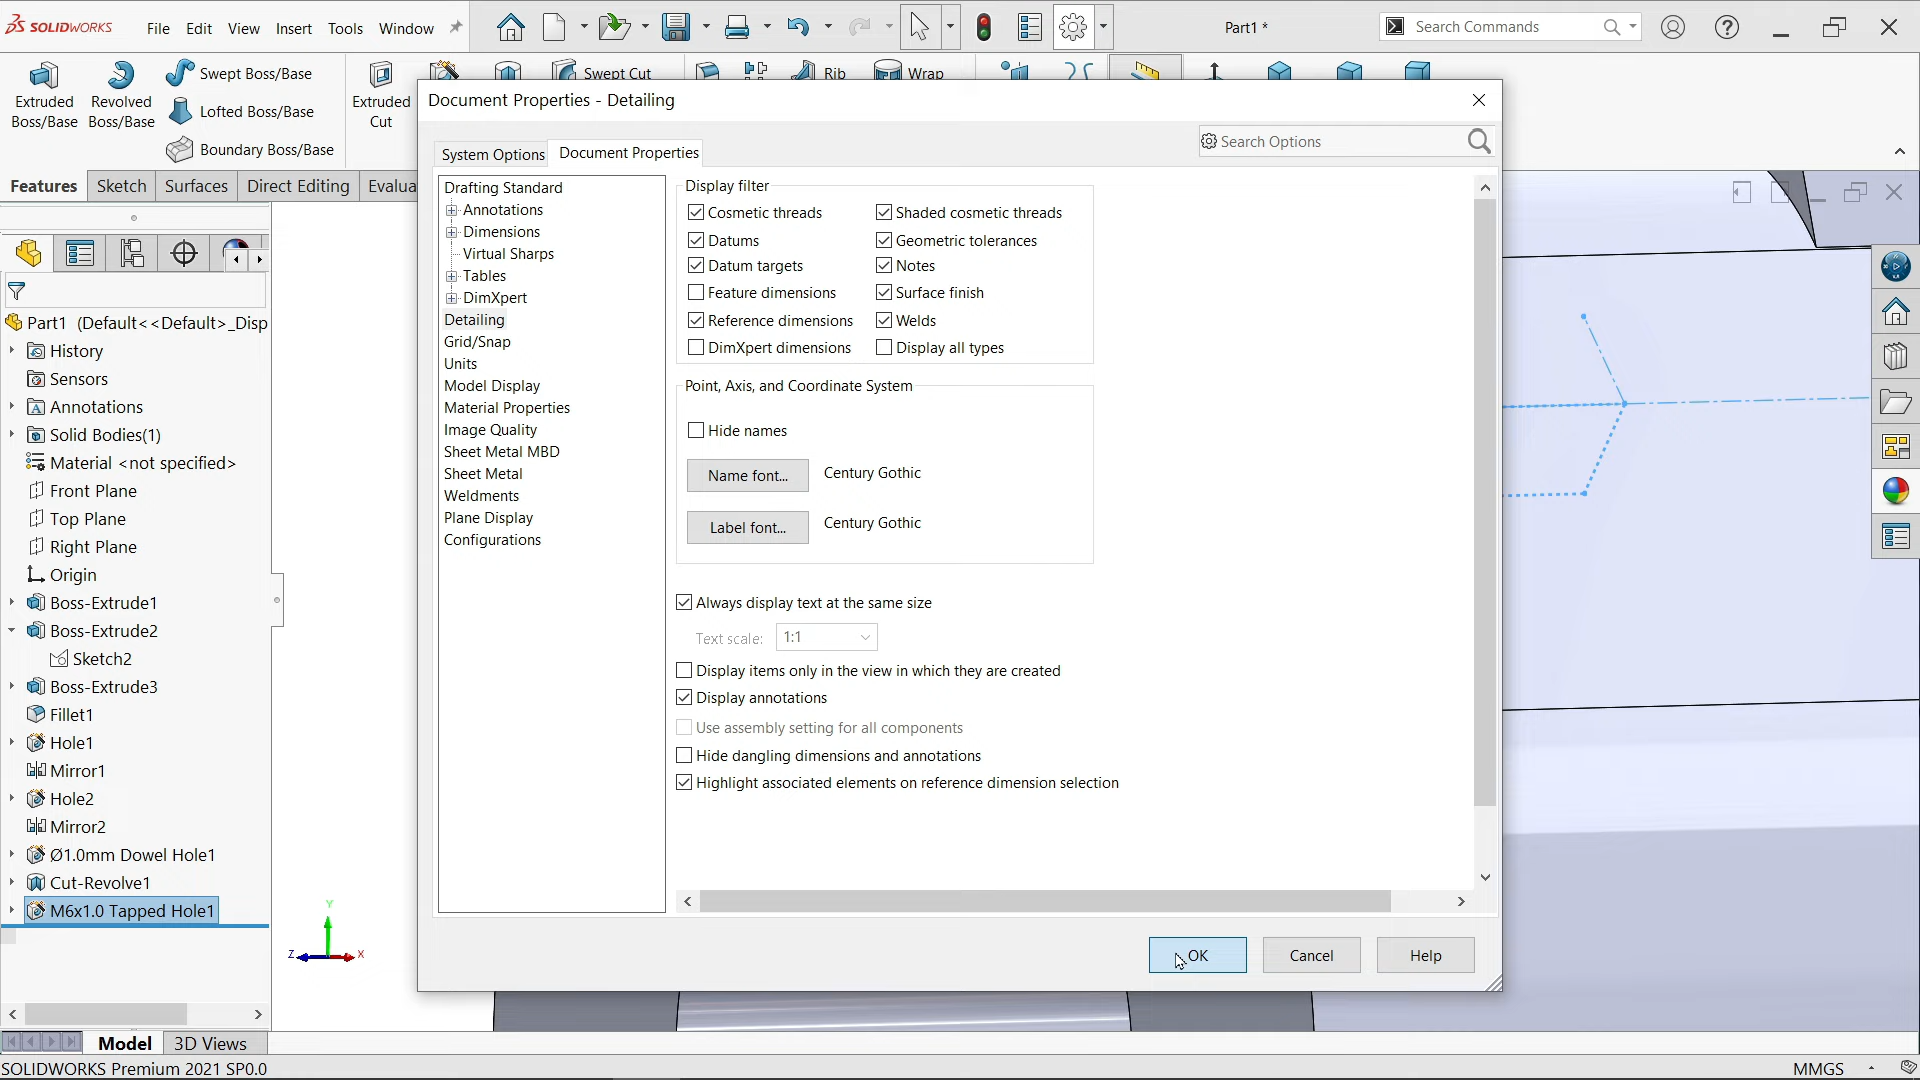 SOLIDWORKS
File Edit View Insert Tools Window
Part1 *
Search Commands
Extruded Boss/Base
Revolved Boss/Base
Swept Boss/Base
Lofted Boss/Base
Boundary Boss/Base
Extruded Cut
Swept Cut
Rib
Wrap
Features Sketch Surfaces Direct Editing Evalua
Part1 (Default<<Default>_Disp
History
Sensors
Annotations
Solid Bodies(1)
Material <not specified>
Front Plane
Top Plane
Right Plane
Origin
Boss-Extrude1
Boss-Extrude2
Sketch2
Boss-Extrude3
Fillet1
Hole1
Mirror1
Hole2
Mirror2
Ø1.0mm Dowel Hole1
Cut-Revolve1
M6x1.0 Tapped Hole1
Document Properties - Detailing
System Options Document Properties
Search Options
Drafting Standard
Annotations
Dimensions
Virtual Sharps
Tables
DimXpert
Detailing
Grid/Snap
Units
Model Display
Material Properties
Image Quality
Sheet Metal MBD
Sheet Metal
Weldments
Plane Display
Configurations
Display filter
Cosmetic threads Shaded cosmetic threads
Datums Geometric tolerances
Datum targets Notes
Feature dimensions Surface finish
Reference dimensions Welds
DimXpert dimensions Display all types
Point, Axis, and Coordinate System
Hide names
Name font... Century Gothic
Label font... Century Gothic
Always display text at the same size
Text scale: 1:1
Display items only in the view in which they are created
Display annotations
Use assembly setting for all components
Hide dangling dimensions and annotations
Highlight associated elements on reference dimension selection
OK Cancel Help
Y
Z X
Model 3D Views
SOLIDWORKS Premium 2021 SP0.0
MMGS